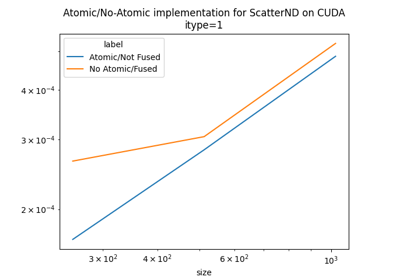 Atomic/No-Atomic implementation for ScatterND on CUDA
itype=1
label
Atomic/Not Fused
No Atomic/Fused
4 × 10⁻⁴
3 × 10⁻⁴
2 × 10⁻⁴
3 × 10² 4 × 10² 6 × 10² 10³
size